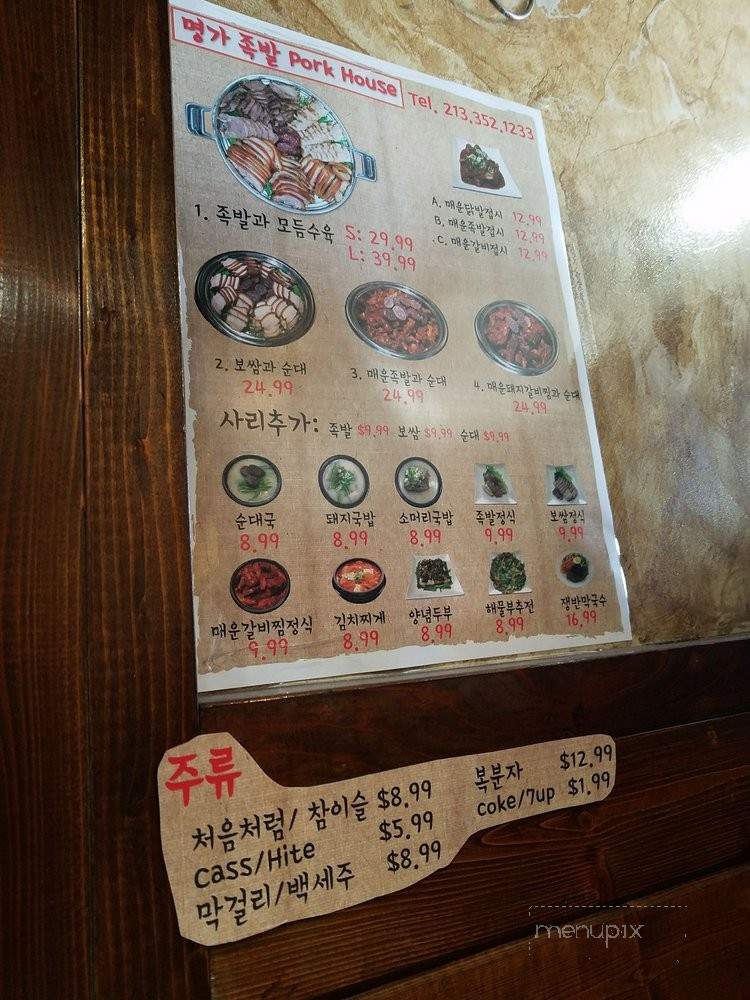 명가 족발 Pork House
Tel. 213.352.1233
A. 매운닭발접시 12.99
B. 매운족발접시 12.99
C. 매운갈비접시 12.99
1. 족발과 모듬수육 S: 29.99
L: 39.99
2. 보쌈과 순대
24.99
3. 매운족발과 순대
24.99
4. 매운돼지갈비찜과 순대
24.99
사리추가: 족발 $9.99 보쌈 $9.99 순대 $9.99
순대국
8.99
돼지국밥
8.99
소머리국밥
8.99
족발정식
9.99
보쌈정식
9.99
매운갈비찜정식
9.99
김치찌게
8.99
양념두부
8.99
해물부추전
8.99
쟁반막국수
16.99
주류
처음처럼/ 참이슬 $8.99
cass/Hite $5.99
막걸리/백세주 $8.99
복분자 $12.99
coke/7up $1.99
menupix